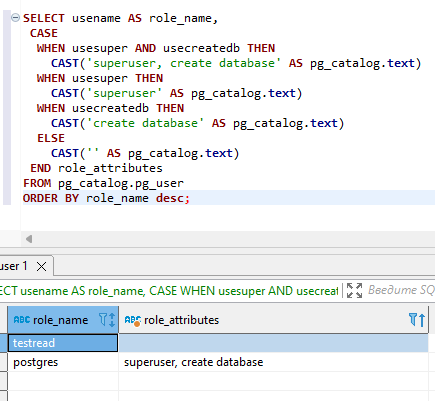 SELECT usename AS role_name,
CASE
WHEN usesuper AND usecreatedb THEN
CAST('superuser, create database' AS pg_catalog.text)
WHEN usesuper THEN
CAST('superuser' AS pg_catalog.text)
WHEN usecreatedb THEN
CAST('create database' AS pg_catalog.text)
ELSE
CAST('' AS pg_catalog.text)
END role_attributes
FROM pg_catalog.pg_user
ORDER BY role_name desc;
user 1
ECT usename AS role_name, CASE WHEN usesuper AND usecreat Введите SQ
ABC role_name ABC role_attributes
testread
postgres superuser, create database